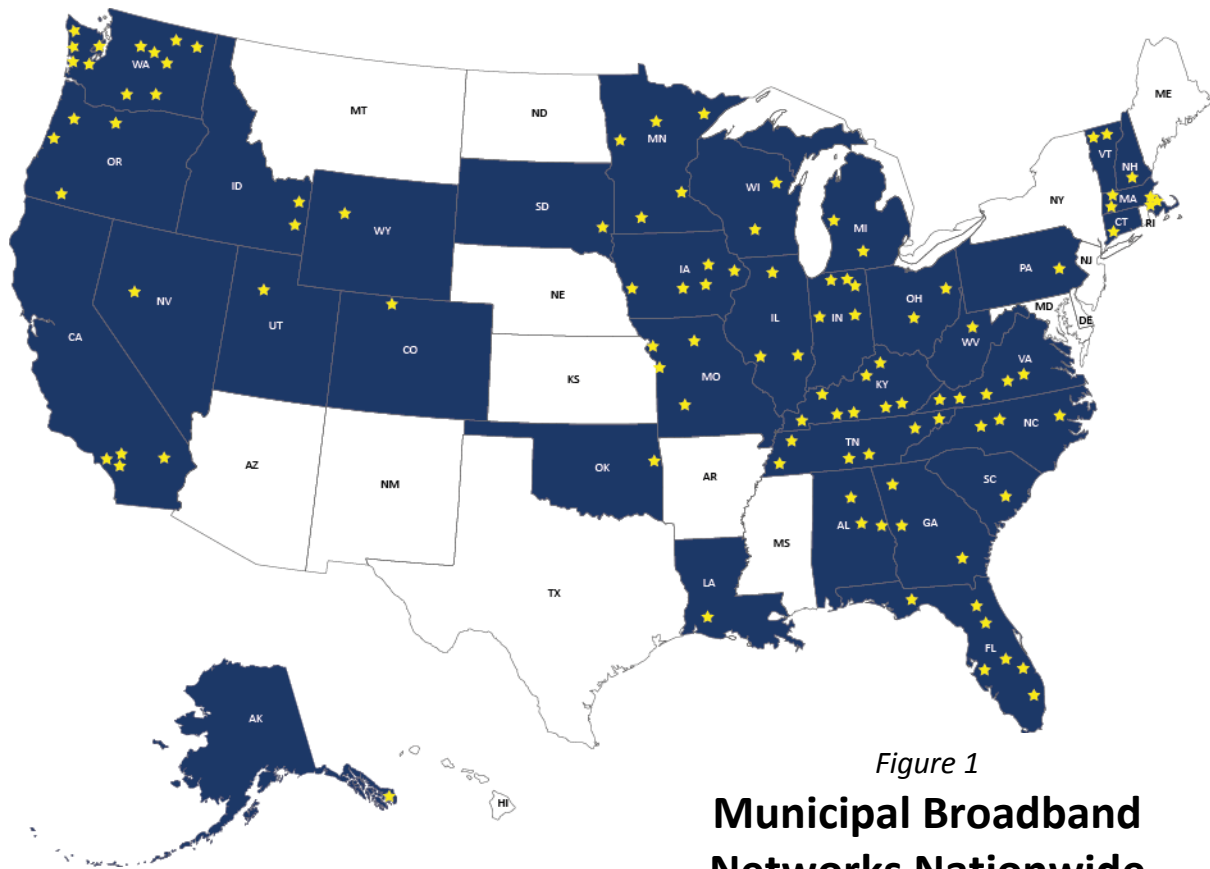 WA
MT
ND
ME
MN
VT
NH
OR
ID
WI
MA
SD
WY
MI
NY
CT
RI
IA
PA
NJ
NE
OH
NV
IL
IN
MD
DE
UT
WV
CA
CO
VA
KS
MO
KY
NC
TN
OK
AZ
AR
SC
NM
AL
GA
MS
LA
TX
FL
AK
HI
Figure 1
Municipal Broadband
Networks Nationwide